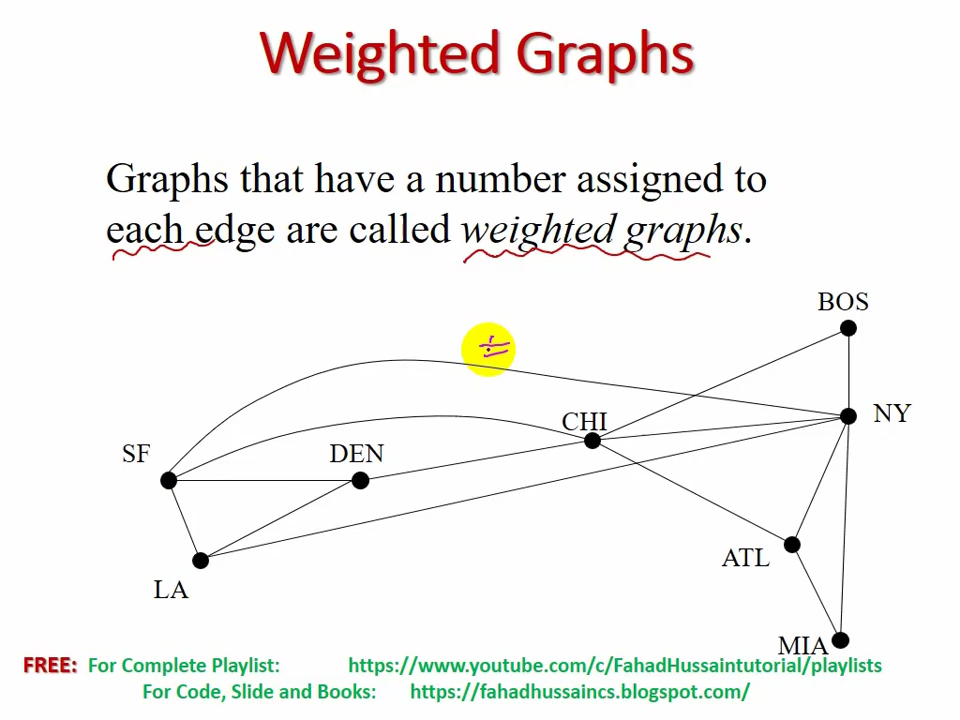 Weighted Graphs
Graphs that have a number assigned to
each edge are called weighted graphs.
BOS
NY
CHI
SF
DEN
ATL
LA
MIA
FREE: For Complete Playlist: https://www.youtube.com/c/FahadHussaintutorial/playlists
For Code, Slide and Books: https://fahadhussaincs.blogspot.com/